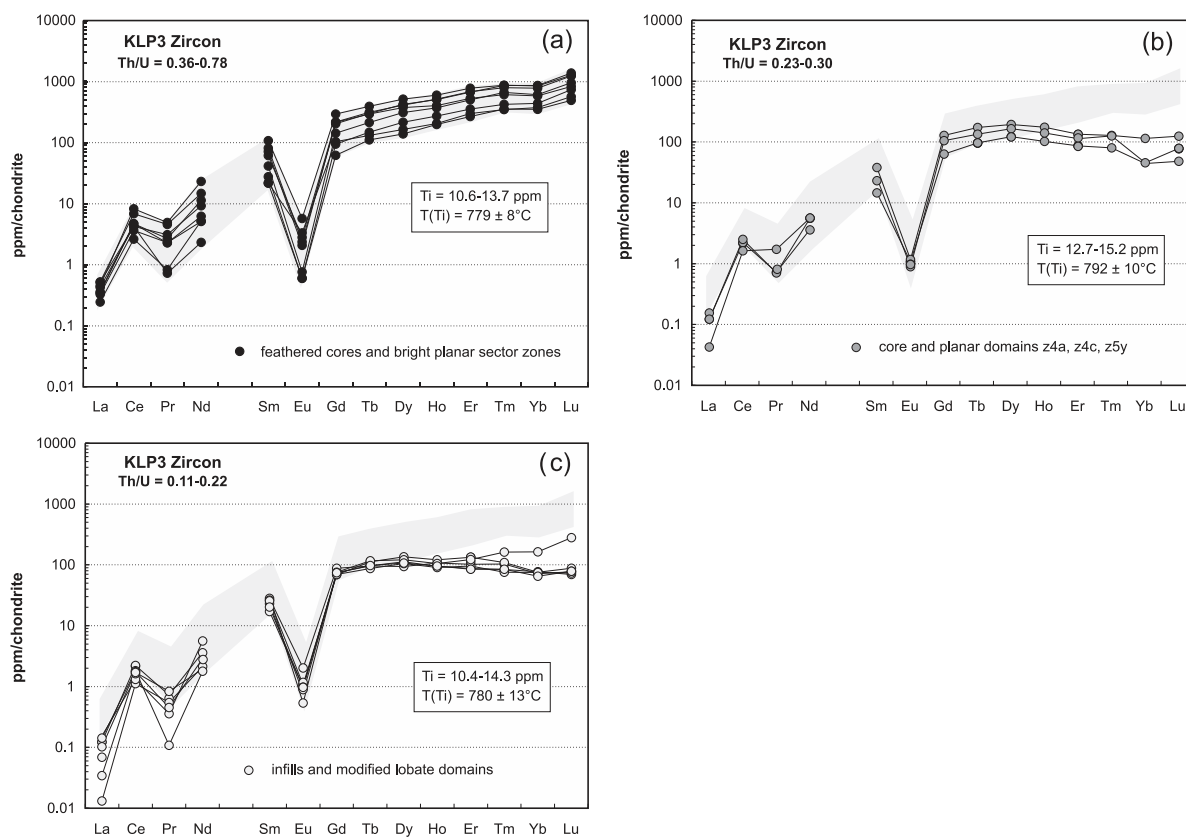 (a)
KLP3 Zircon
Th/U = 0.36-0.78
ppm/chondrite
10000
1000
100
10
1
0.1
0.01
Ti = 10.6-13.7 ppm
T(Ti) = 779 ± 8°C
feathered cores and bright planar sector zones
La Ce Pr Nd Sm Eu Gd Tb Dy Ho Er Tm Yb Lu
(b)
KLP3 Zircon
Th/U = 0.23-0.30
ppm/chondrite
10000
1000
100
10
1
0.1
0.01
Ti = 12.7-15.2 ppm
T(Ti) = 792 ± 10°C
core and planar domains z4a, z4c, z5y
La Ce Pr Nd Sm Eu Gd Tb Dy Ho Er Tm Yb Lu
(c)
KLP3 Zircon
Th/U = 0.11-0.22
ppm/chondrite
10000
1000
100
10
1
0.1
0.01
Ti = 10.4-14.3 ppm
T(Ti) = 780 ± 13°C
infills and modified lobate domains
La Ce Pr Nd Sm Eu Gd Tb Dy Ho Er Tm Yb Lu